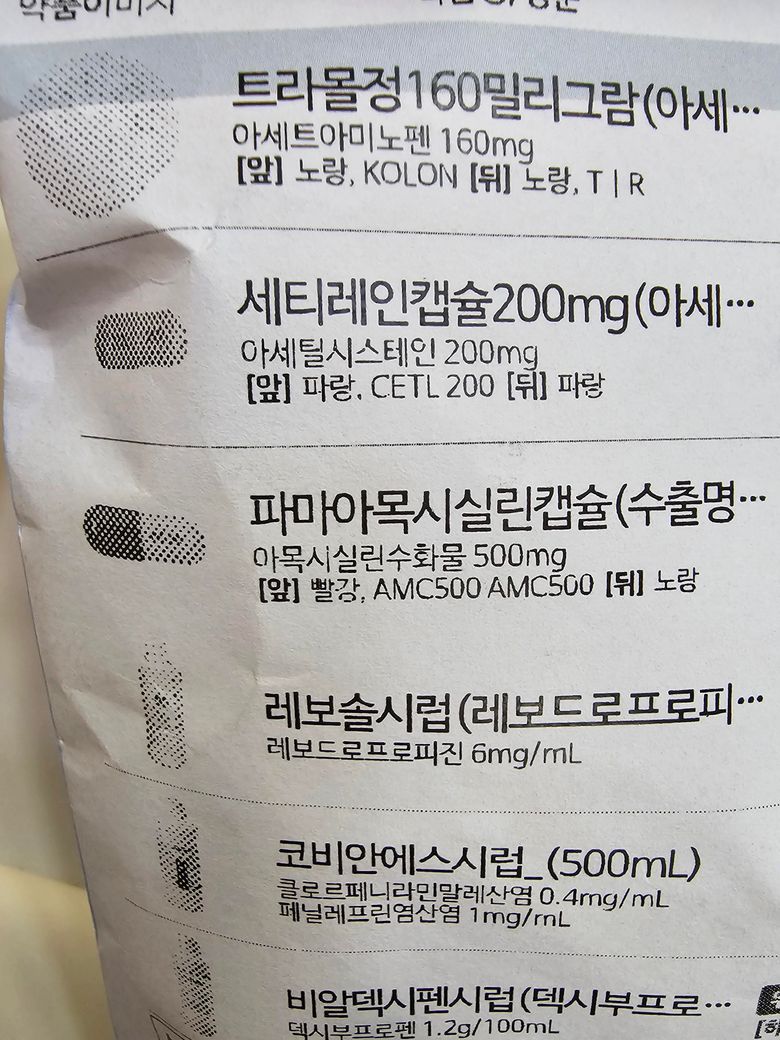 약품이미지
트라몰정160밀리그람(아세…
아세트아미노펜 160mg
[앞] 노랑, KOLON [뒤] 노랑, T | R
세티레인캡슐200mg(아세…
아세틸시스테인 200mg
[앞] 파랑, CETL 200 [뒤] 파랑
파마아목시실린캡슐(수출명…
아목시실린수화물 500mg
[앞] 빨강, AMC500 AMC500 [뒤] 노랑
레보솔시럽(레보드로프로피…
레보드로프로피진 6mg/mL
코비안에스시럽_(500mL)
클로르페니라민말레산염 0.4mg/mL
페닐레프린염산염 1mg/mL
비알덱시펜시럽(덱시부프로…
덱시부프로펜 1.2g/100mL